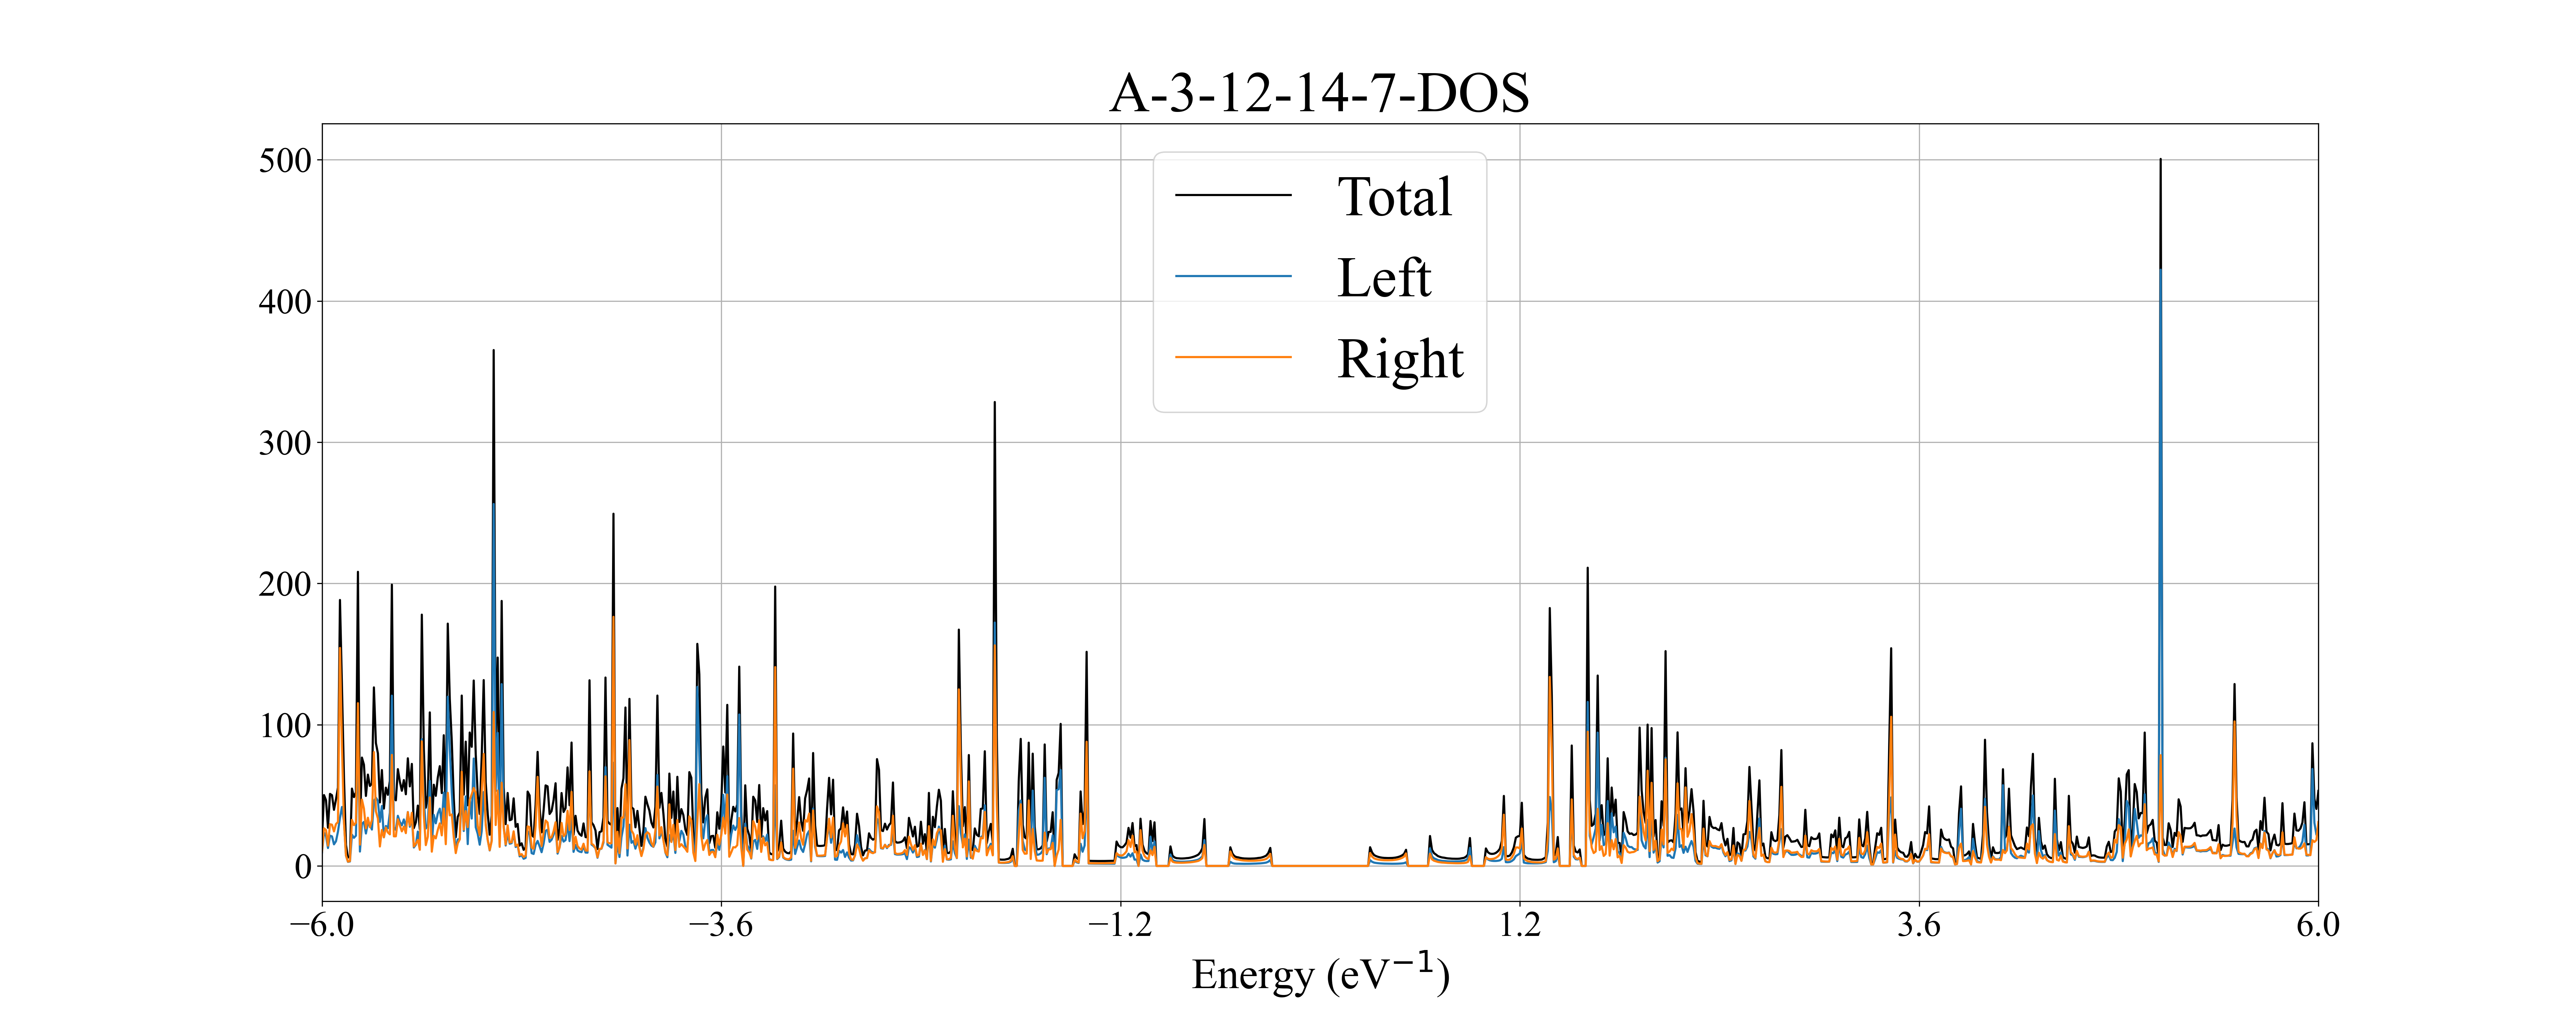 A-3-12-14-7-DOS
500
400
300
200
100
0
Total
Left
Right
−6.0 −3.6 −1.2 1.2 3.6 6.0
Energy (eV⁻¹)